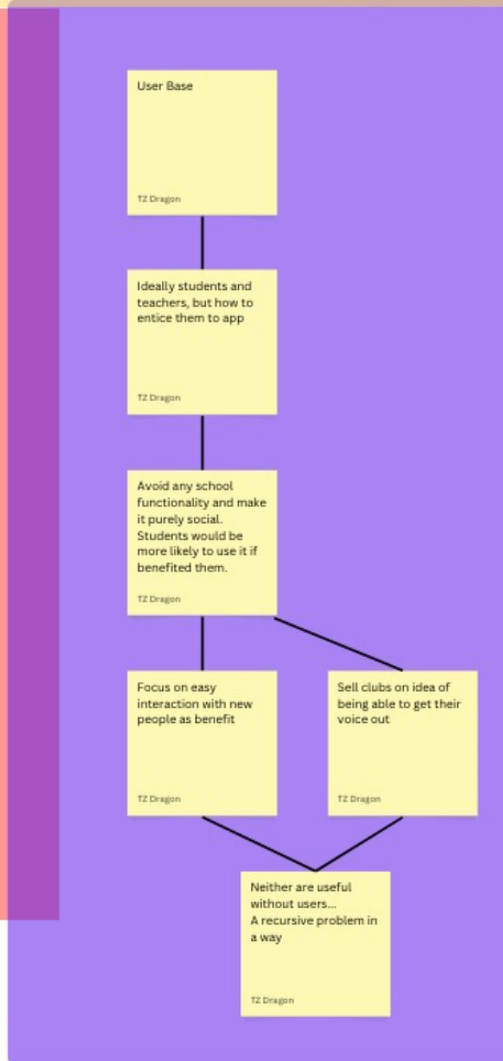 User Base
TZ Dragon
Ideally students and
teachers, but how to
entice them to app
TZ Dragon
Avoid any school
functionality and make
it purely social.
Students would be
more likely to use it if
benefited them.
TZ Dragon
Focus on easy
interaction with new
people as benefit
TZ Dragon
Sell clubs on idea of
being able to get their
voice out
TZ Dragon
Neither are useful
without users...
A recursive problem in
a way
TZ Dragon